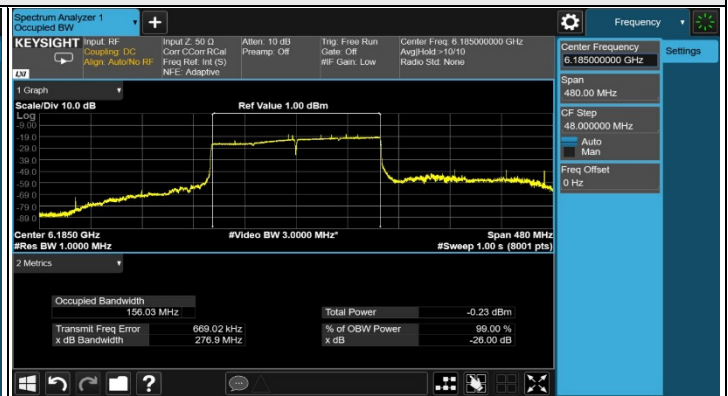 Spectrum Analyzer 1
Occupied BW
+
Frequency
KEYSIGHT
Input: RF
Coupling: DC
Align: Auto/No RF
Input Z: 50 Ω
Corr CCorr RCal
Freq Ref: Int (S)
NFE: Adaptive
Atten: 10 dB
Preamp: Off
Trig: Free Run
Gate: Off
#IF Gain: Low
Center Freq: 6.185000000 GHz
Avg|Hold:>10/10
Radio Std: None
LXI
Center Frequency
6.185000000 GHz
Settings
Span
480.00 MHz
CF Step
48.000000 MHz
Auto
Man
Freq Offset
0 Hz
1 Graph
Scale/Div 10.0 dB
Ref Value 1.00 dBm
Log
-9.00
-19.0
-29.0
-39.0
-49.0
-59.0
-69.0
-79.0
-89.0
Center 6.1850 GHz
#Video BW 3.0000 MHz*
Span 480 MHz
#Res BW 1.0000 MHz
#Sweep 1.00 s (8001 pts)
2 Metrics
Occupied Bandwidth
156.03 MHz
Total Power
-0.23 dBm
Transmit Freq Error
669.02 kHz
% of OBW Power
99.00 %
x dB Bandwidth
276.9 MHz
x dB
-26.00 dB
?